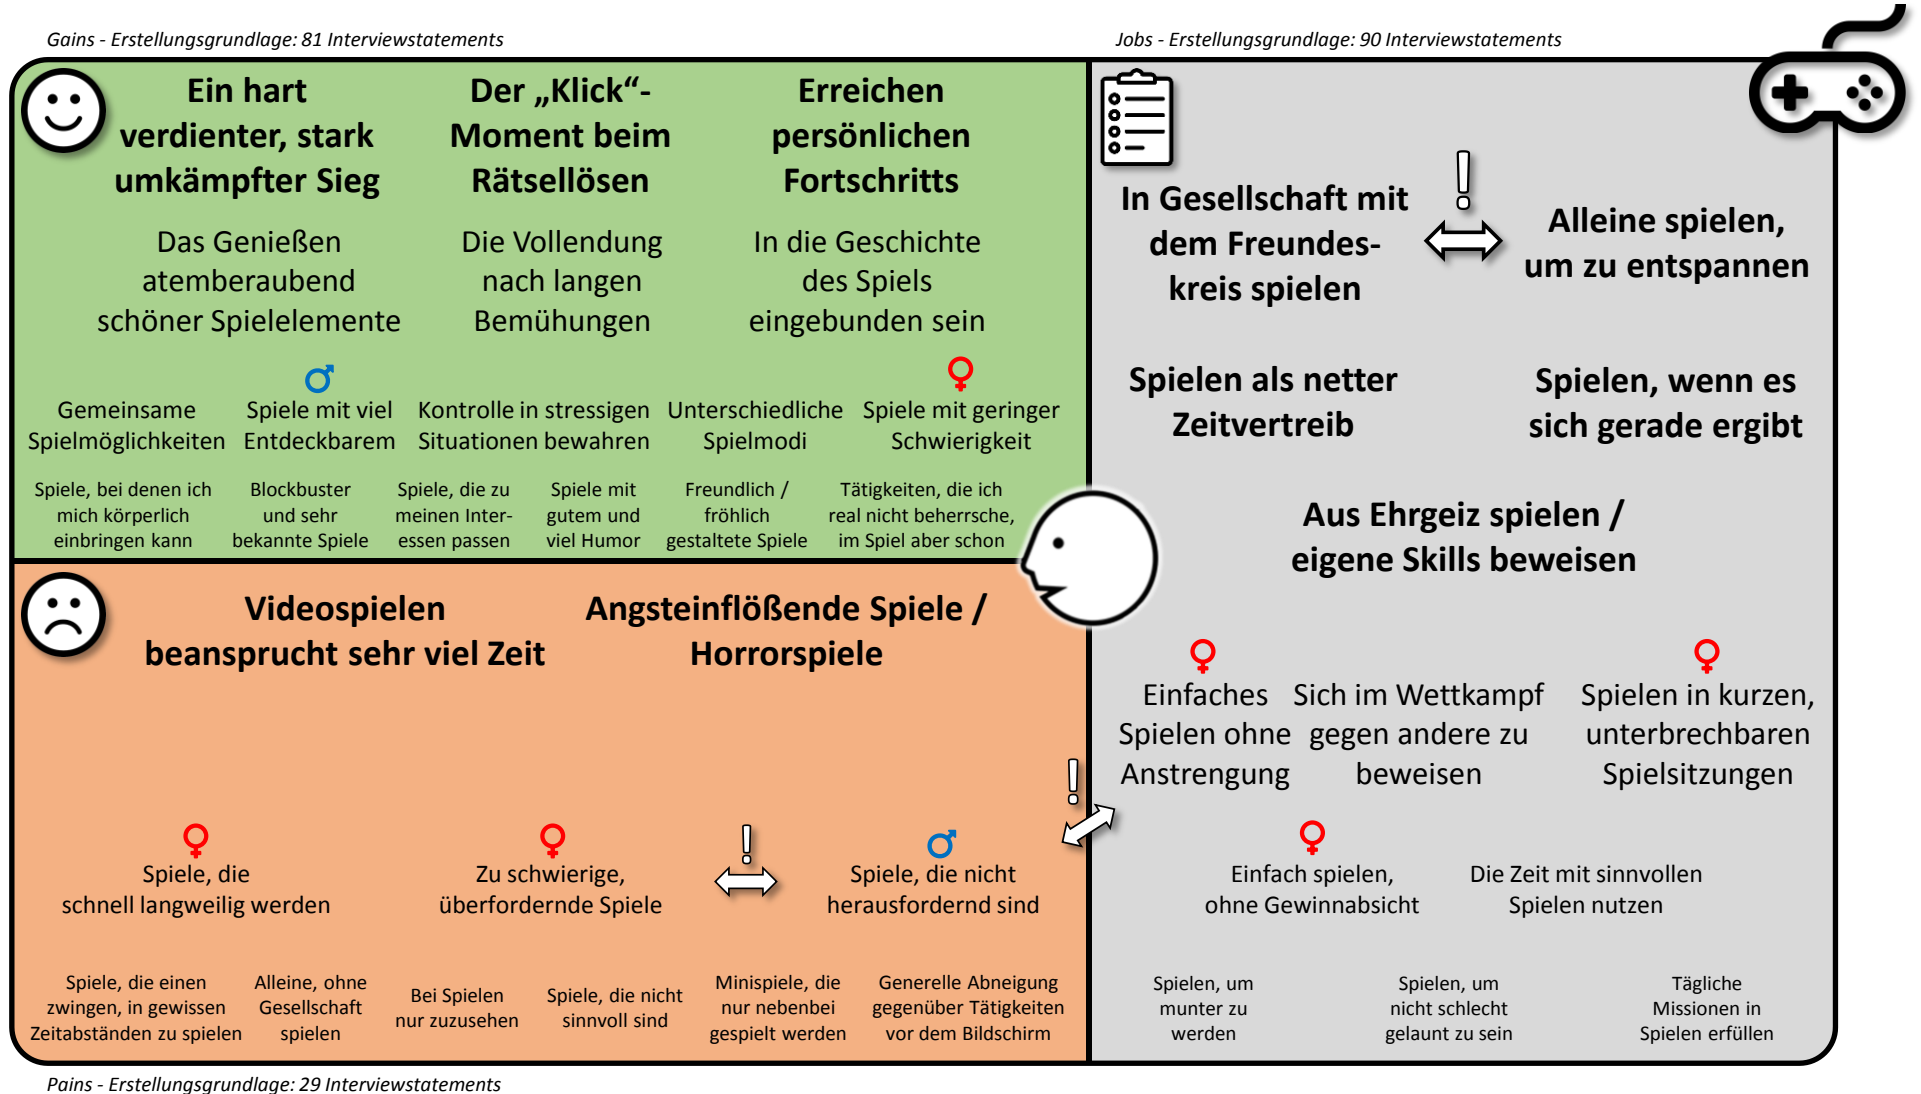 Gains - Erstellungsgrundlage: 81 Interviewstatements
Ein hart
verdienter, stark
umkämpfter Sieg
Der „Klick“-
Moment beim
Rätsellösen
Erreichen
persönlichen
Fortschritts
Das Genießen
atemberaubend
schöner Spielelemente
Die Vollendung
nach langen
Bemühungen
In die Geschichte
des Spiels
eingebunden sein
Gemeinsame
Spielmöglichkeiten
♂
Spiele mit viel
Entdeckbarem
Kontrolle in stressigen
Situationen bewahren
Unterschiedliche
Spielmodi
♀
Spiele mit geringer
Schwierigkeit
Spiele, bei denen ich
mich körperlich
einbringen kann
Blockbuster
und sehr
bekannte Spiele
Spiele, die zu
meinen Inter-
essen passen
Spiele mit
gutem und
viel Humor
Freundlich /
fröhlich
gestaltete Spiele
Tätigkeiten, die ich
real nicht beherrsche,
im Spiel aber schon
Jobs - Erstellungsgrundlage: 90 Interviewstatements
In Gesellschaft mit
dem Freundes-
kreis spielen
!
Alleine spielen,
um zu entspannen
Spielen als netter
Zeitvertreib
Spielen, wenn es
sich gerade ergibt
Aus Ehrgeiz spielen /
eigene Skills beweisen
♀
Einfaches
Spielen ohne
Anstrengung
Sich im Wettkampf
gegen andere zu
beweisen
♀
Spielen in kurzen,
unterbrechbaren
Spielsitzungen
♀
Einfach spielen,
ohne Gewinnabsicht
Die Zeit mit sinnvollen
Spielen nutzen
Spielen, um
munter zu
werden
Spielen, um
nicht schlecht
gelaunt zu sein
Tägliche
Missionen in
Spielen erfüllen
Videospielen
beansprucht sehr viel Zeit
Angsteinflößende Spiele /
Horrorspiele
♀
Spiele, die
schnell langweilig werden
♀
Zu schwierige,
überfordernde Spiele
!
♂
Spiele, die nicht
herausfordernd sind
!
Spiele, die einen
zwingen, in gewissen
Zeitabständen zu spielen
Alleine, ohne
Gesellschaft
spielen
Bei Spielen
nur zuzusehen
Spiele, die nicht
sinnvoll sind
Minispiele, die
nur nebenbei
gespielt werden
Generelle Abneigung
gegenüber Tätigkeiten
vor dem Bildschirm
Pains - Erstellungsgrundlage: 29 Interviewstatements